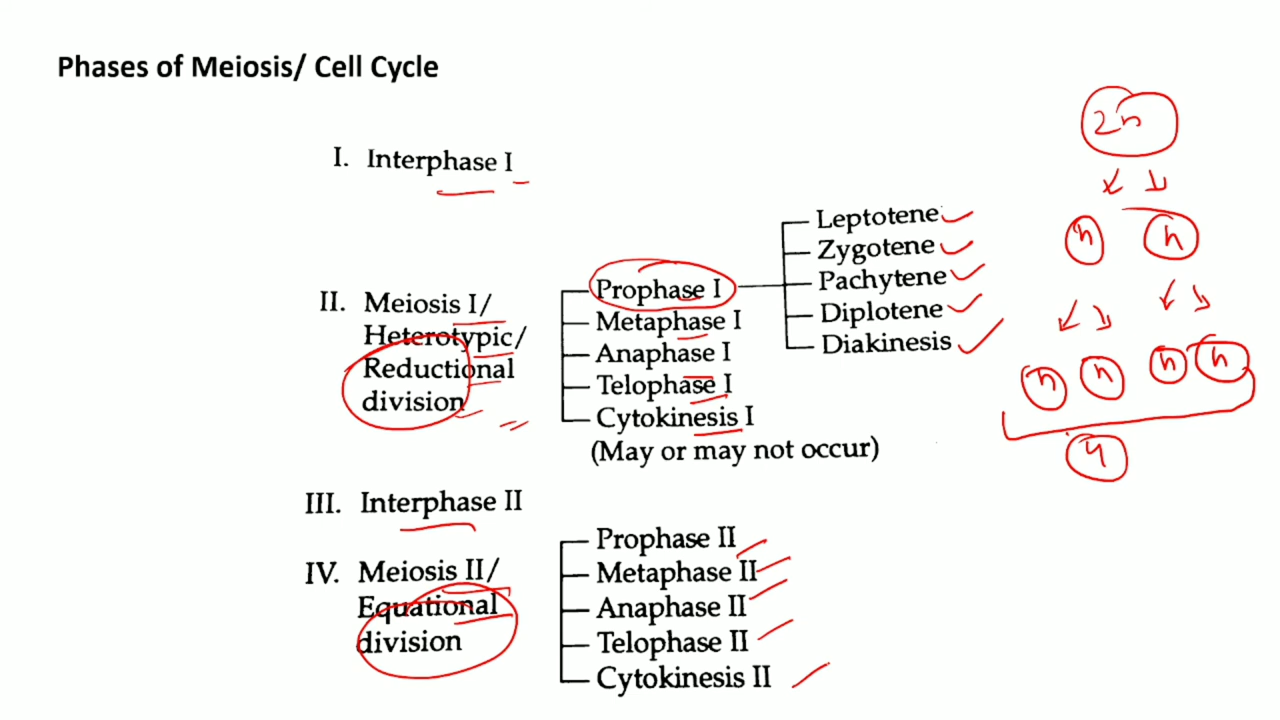 Phases of Meiosis/ Cell Cycle
I. Interphase I
II. Meiosis I/
Heterotypic/
Reductional
division
Prophase I
Metaphase I
Anaphase I
Telophase I
Cytokinesis I
(May or may not occur)
Leptotene
Zygotene
Pachytene
Diplotene
Diakinesis
III. Interphase II
IV. Meiosis II/
Equational
division
Prophase II
Metaphase II
Anaphase II
Telophase II
Cytokinesis II
2n
n n
n n n n
4